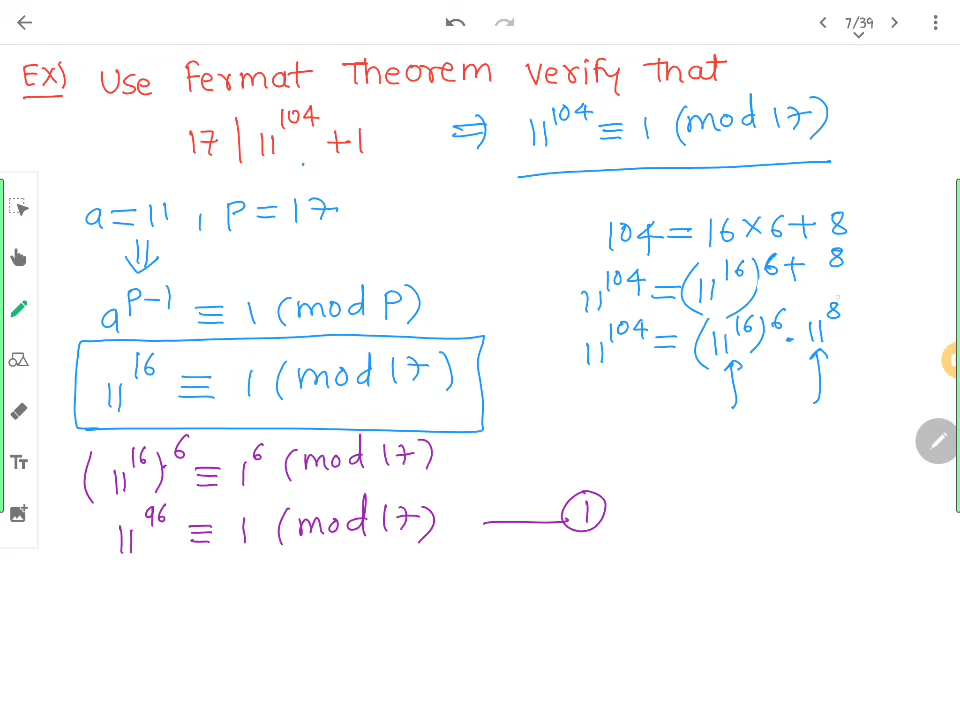 7/39
Ex) Use Fermat Theorem verify that
17 | 11^104 + 1 ⇒ 11^104 ≡ 1 (mod 17)
a = 11, P = 17
⇓
a^(P-1) ≡ 1 (mod P)
11^16 ≡ 1 (mod 17)
(11^16)^6 ≡ 1^6 (mod 17)
11^96 ≡ 1 (mod 17) —— ①
104 = 16 × 6 + 8
11^104 = (11^16)^6 + 8
11^104 = (11^16)^6 · 11^8
TT